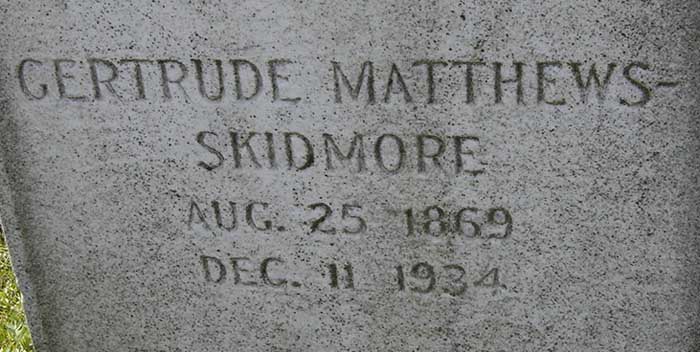 GERTRUDE MATTHEWS-
SKIDMORE
AUG. 25 1869
DEC. 11 1934